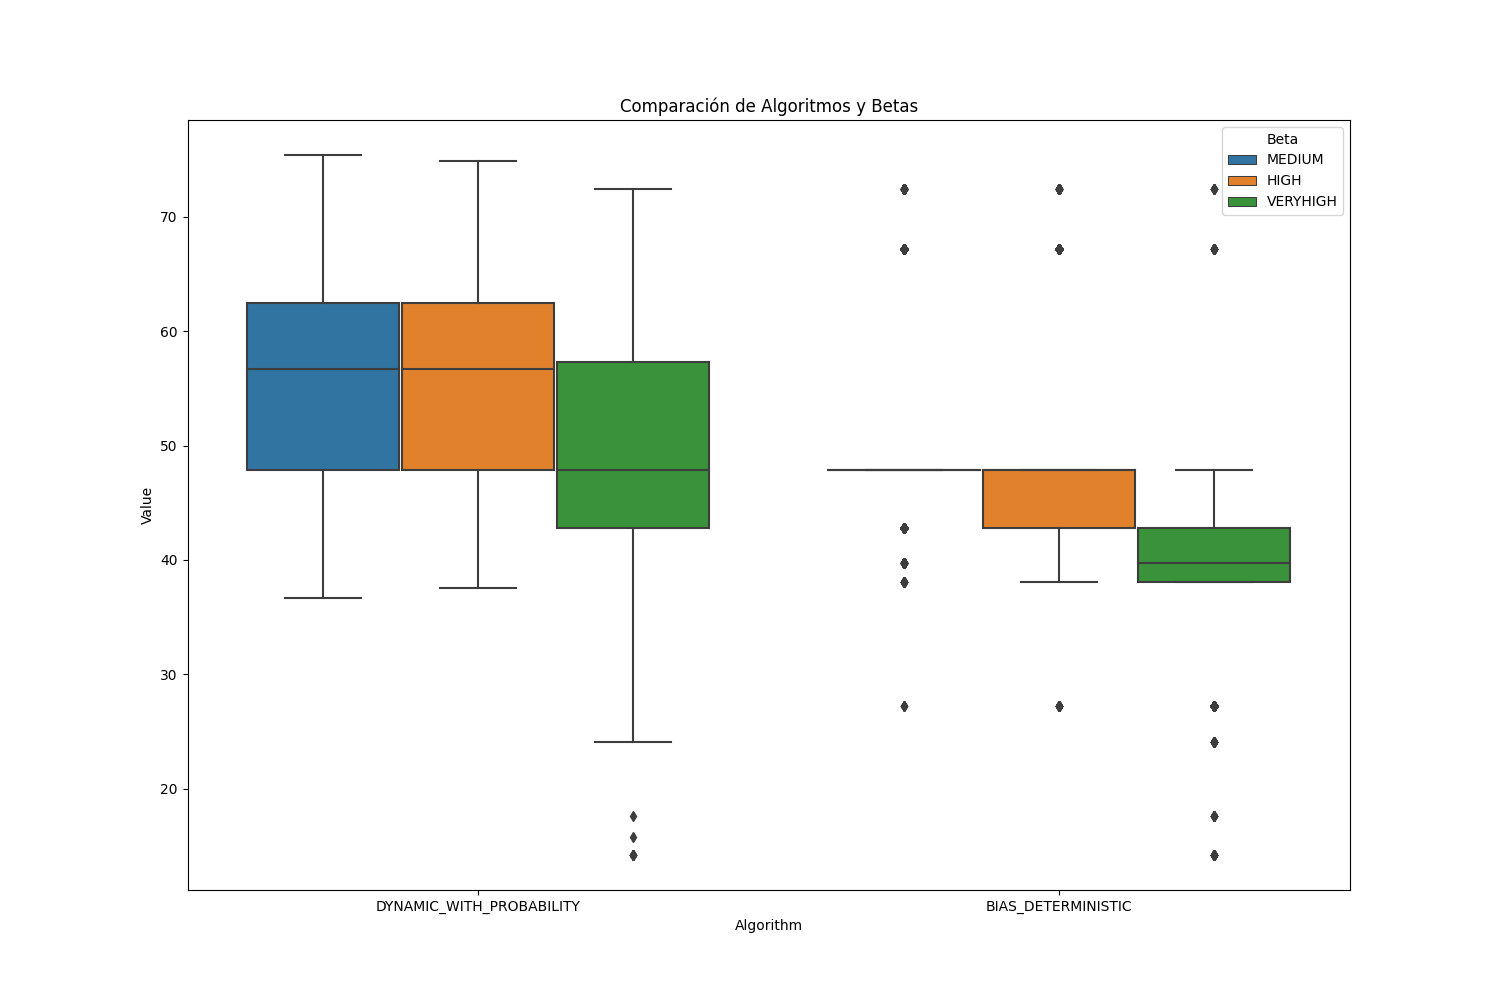 Comparación de Algoritmos y Betas
Beta
MEDIUM
HIGH
VERYHIGH
70
60
50
40
30
20
Value
DYNAMIC_WITH_PROBABILITY
BIAS_DETERMINISTIC
Algorithm